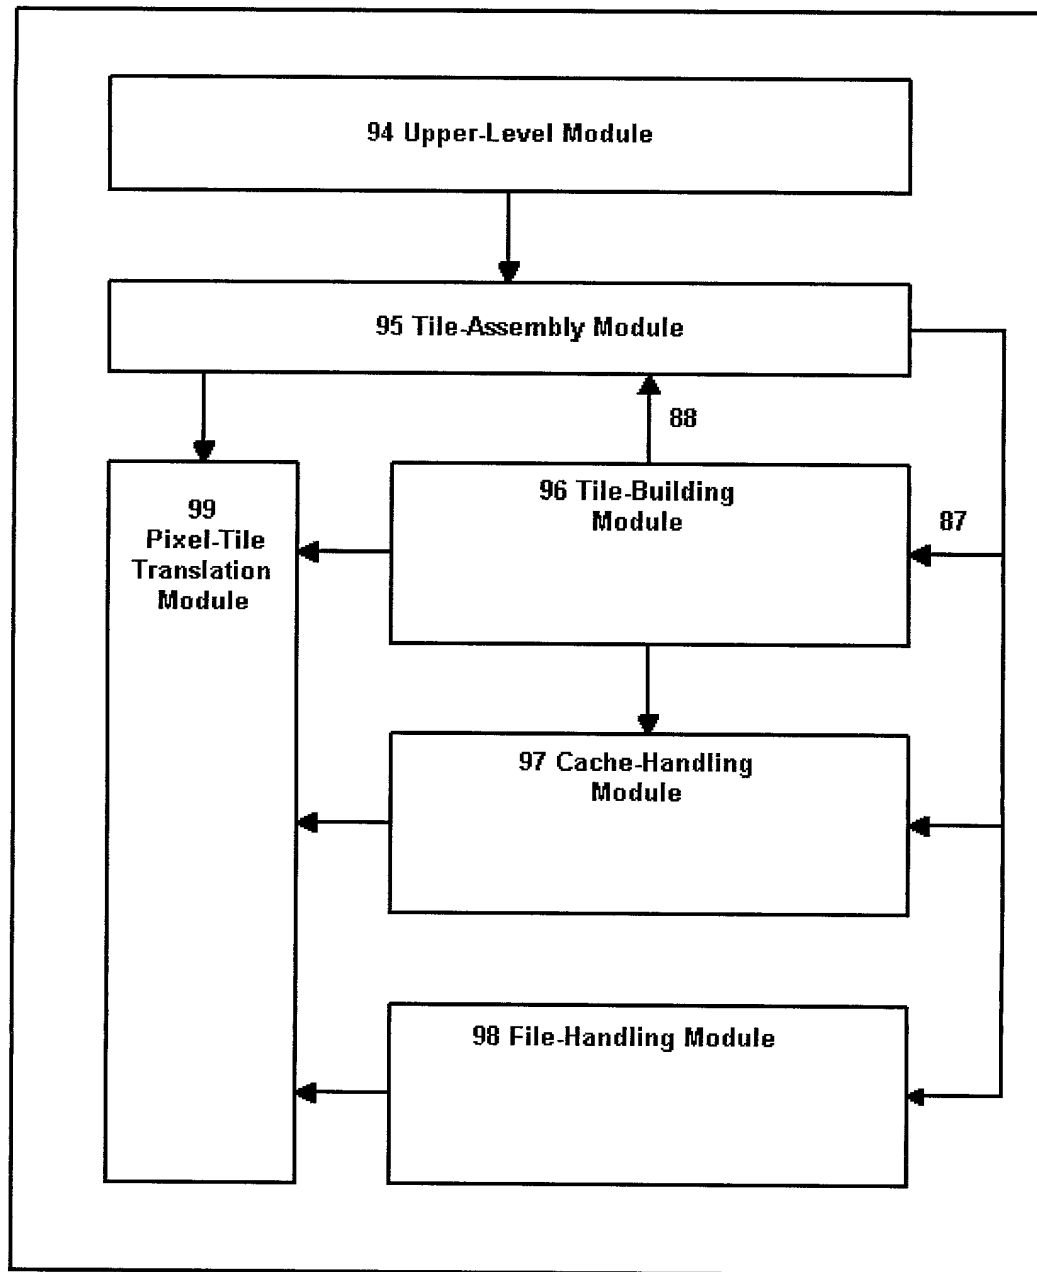 94 Upper-Level Module
95 Tile-Assembly Module
88
99
Pixel-Tile
Translation
Module
96 Tile-Building
Module
87
97 Cache-Handling
Module
98 File-Handling Module